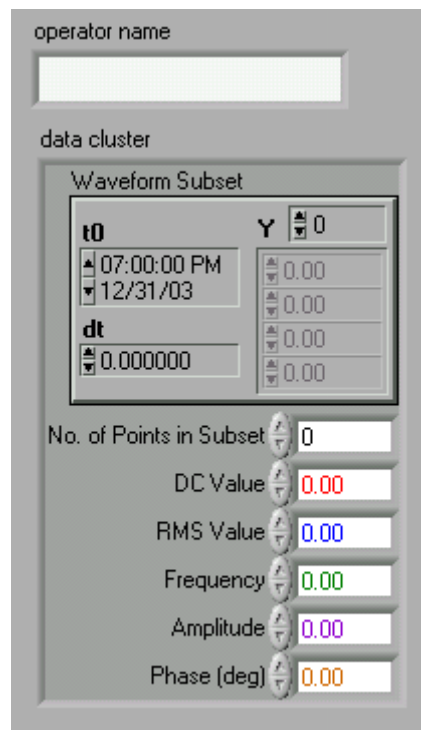 operator name
data cluster
Waveform Subset
t0
Y 0
07:00:00 PM
12/31/03
0.00
0.00
dt
0.00
0.000000
0.00
No. of Points in Subset 0
DC Value 0.00
RMS Value 0.00
Frequency 0.00
Amplitude 0.00
Phase (deg) 0.00